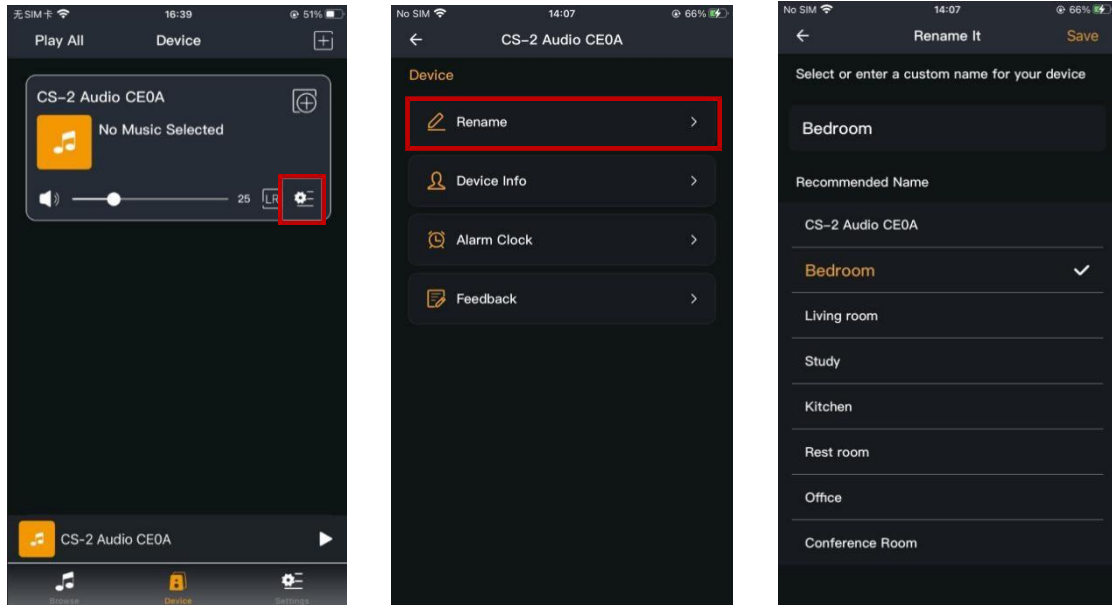 无SIM卡 16:39 51%
Play All Device
CS-2 Audio CE0A
No Music Selected
25 LR
CS-2 Audio CE0A
Browse Device Settings
No SIM 14:07 66%
CS-2 Audio CE0A
Device
Rename
Device Info
Alarm Clock
Feedback
No SIM 14:07 66%
Rename It Save
Select or enter a custom name for your device
Bedroom
Recommended Name
CS-2 Audio CE0A
Bedroom
Living room
Study
Kitchen
Rest room
Office
Conference Room